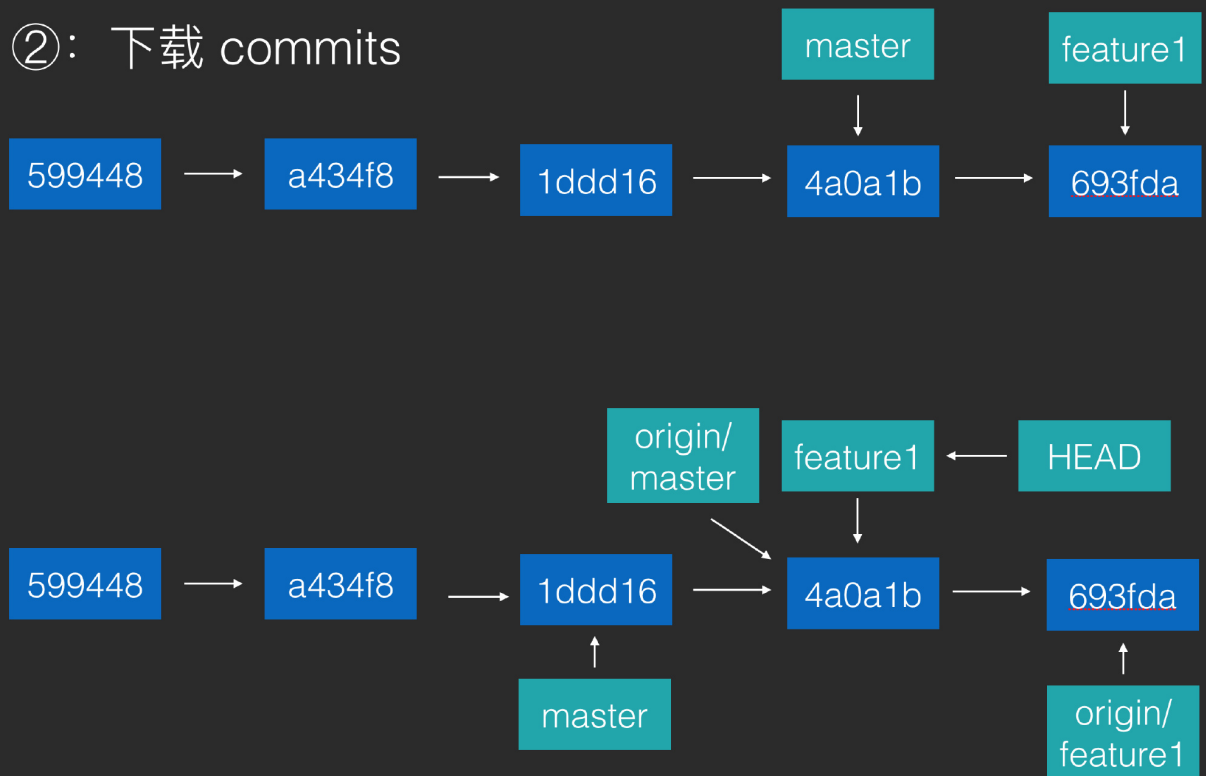 ②： 下载 commits
master
feature1
599448
a434f8
1ddd16
4a0a1b
693fda
origin/
master
feature1
HEAD
599448
a434f8
1ddd16
4a0a1b
693fda
master
origin/
feature1